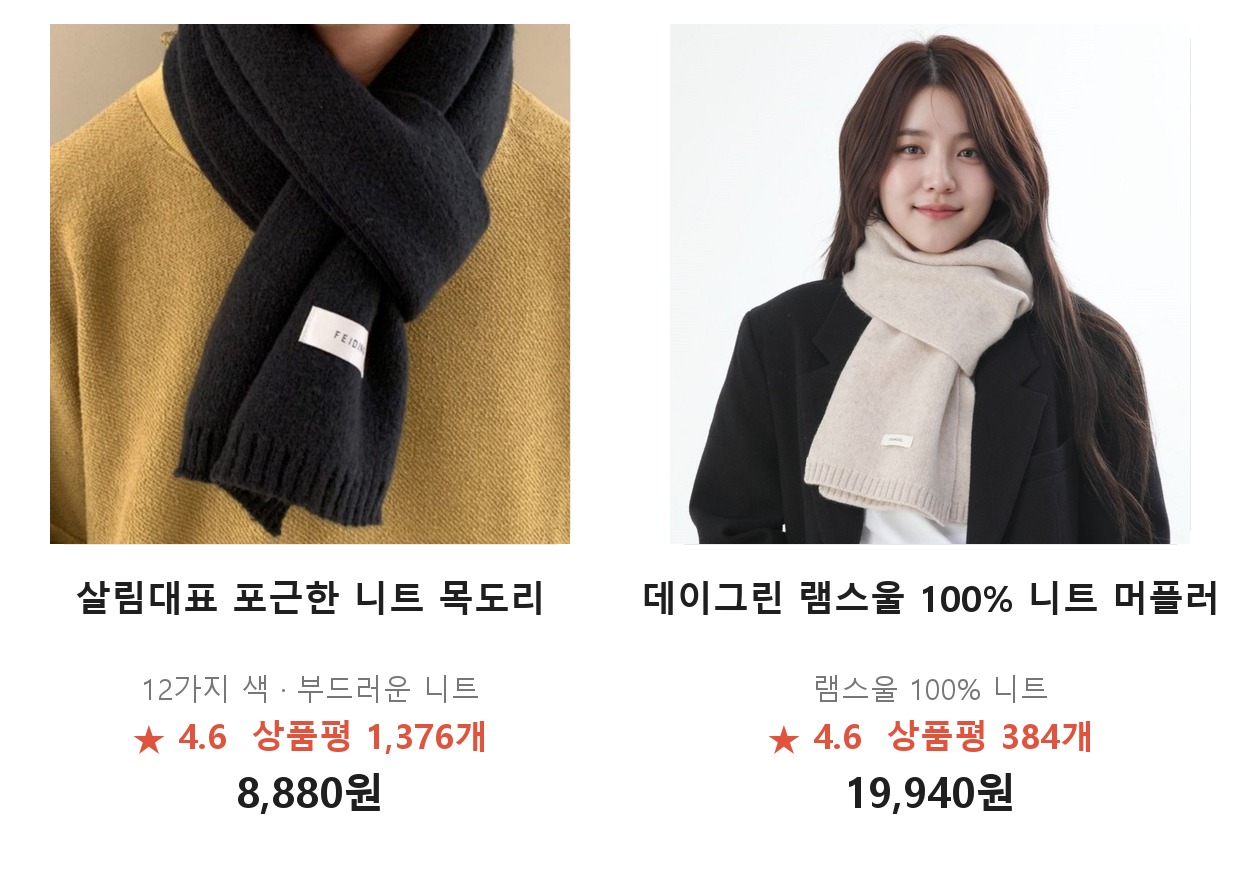 FEIDIN
살림대표 포근한 니트 목도리
데이그린 램스울 100% 니트 머플러
12가지 색 · 부드러운 니트
램스울 100% 니트
★ 4.6 상품평 1,376개
★ 4.6 상품평 384개
8,880원
19,940원